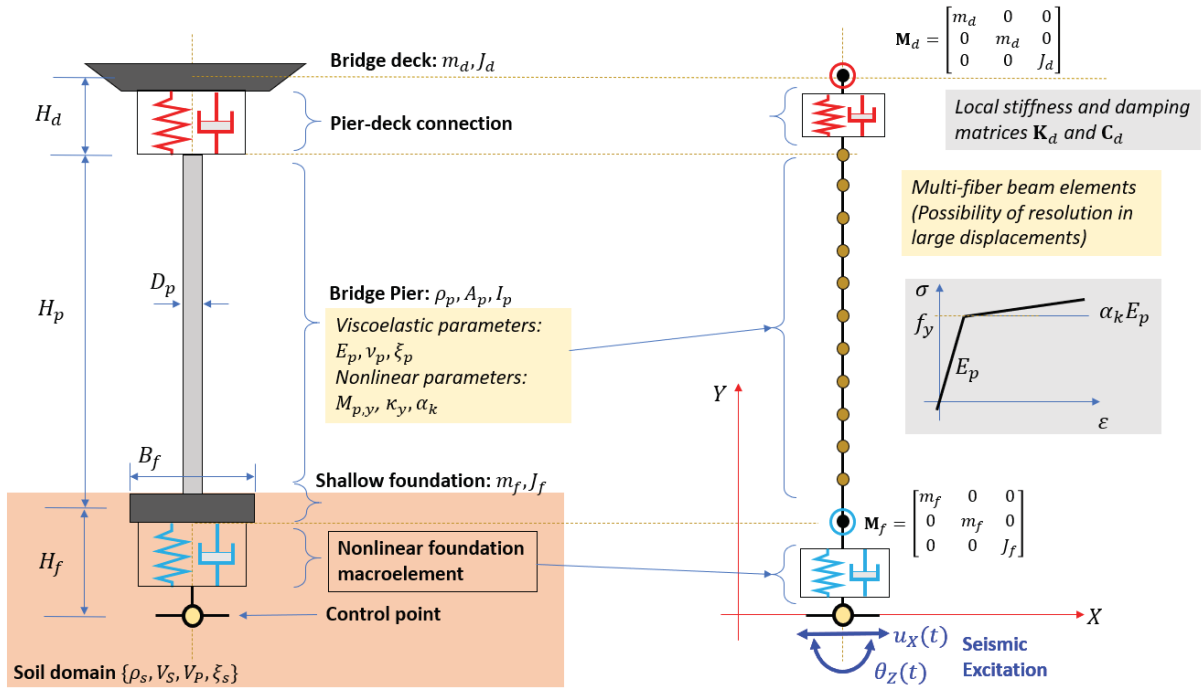 Bridge deck: m_d, J_d
H_d
Pier-deck connection
H_p
D_p
Bridge Pier: ρ_p, A_p, I_p
Viscoelastic parameters:
E_p, ν_p, ξ_p
Nonlinear parameters:
M_{p,y}, κ_y, α_k
B_f
Shallow foundation: m_f, J_f
H_f
Nonlinear foundation
macroelement
Control point
Soil domain {ρ_s, V_S, V_P, ξ_s}
M_d = [m_d 0 0
0 m_d 0
0 0 J_d]
Local stiffness and damping
matrices K_d and C_d
Multi-fiber beam elements
(Possibility of resolution in
large displacements)
σ
f_y
α_k E_p
E_p
ε
Y
M_f = [m_f 0 0
0 m_f 0
0 0 J_f]
X
u_X(t)
θ_Z(t)
Seismic
Excitation